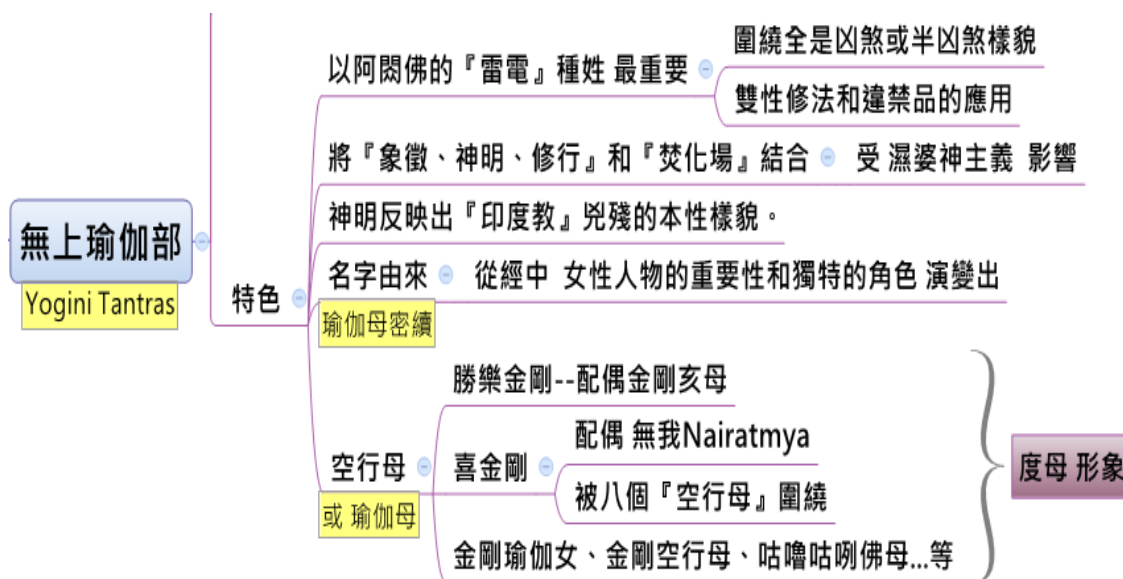 無上瑜伽部
Yogini Tantras
特色
以阿閦佛的『雷電』種姓 最重要
圍繞全是凶煞或半凶煞樣貌
雙性修法和違禁品的應用
將『象徵、神明、修行』和『焚化場』結合
受 濕婆神主義 影響
神明反映出『印度教』兇殘的本性樣貌。
名字由來
瑜伽母密續
從經中 女性人物的重要性和獨特的角色 演變出
空行母
或 瑜伽母
勝樂金剛--配偶金剛亥母
喜金剛
配偶 無我Nairatmya
被八個『空行母』圍繞
金剛瑜伽女、金剛空行母、咕嚕咕咧佛母...等
度母 形象